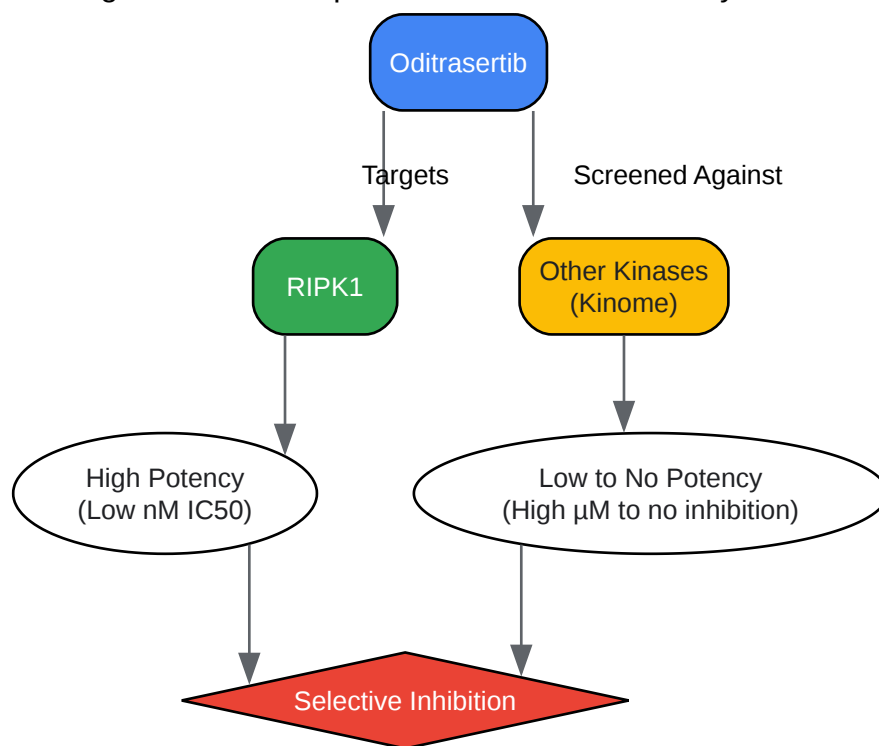 Oditrasertib
Targets
Screened Against
RIPK1
Other Kinases
(Kinome)
High Potency
(Low nM IC50)
Low to No Potency
(High µM to no inhibition)
Selective Inhibition